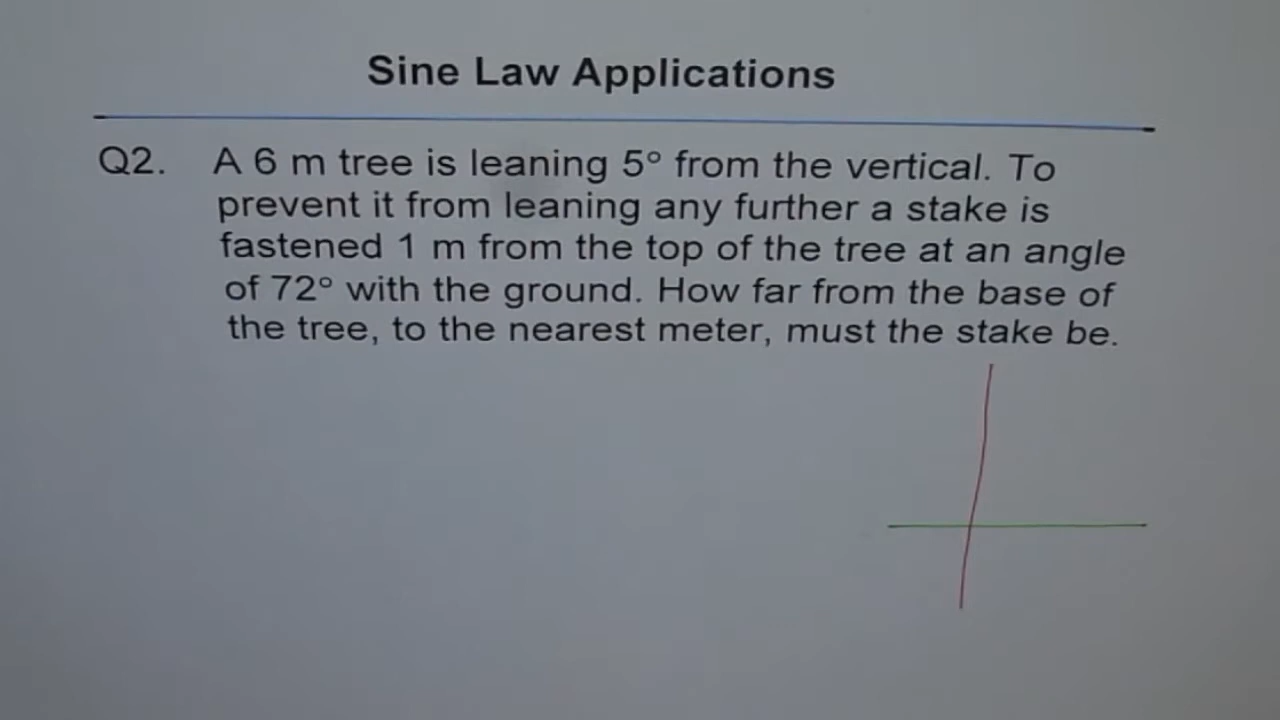 Sine Law Applications
Q2. A 6 m tree is leaning 5° from the vertical. To
prevent it from leaning any further a stake is
fastened 1 m from the top of the tree at an angle
of 72° with the ground. How far from the base of
the tree, to the nearest meter, must the stake be.